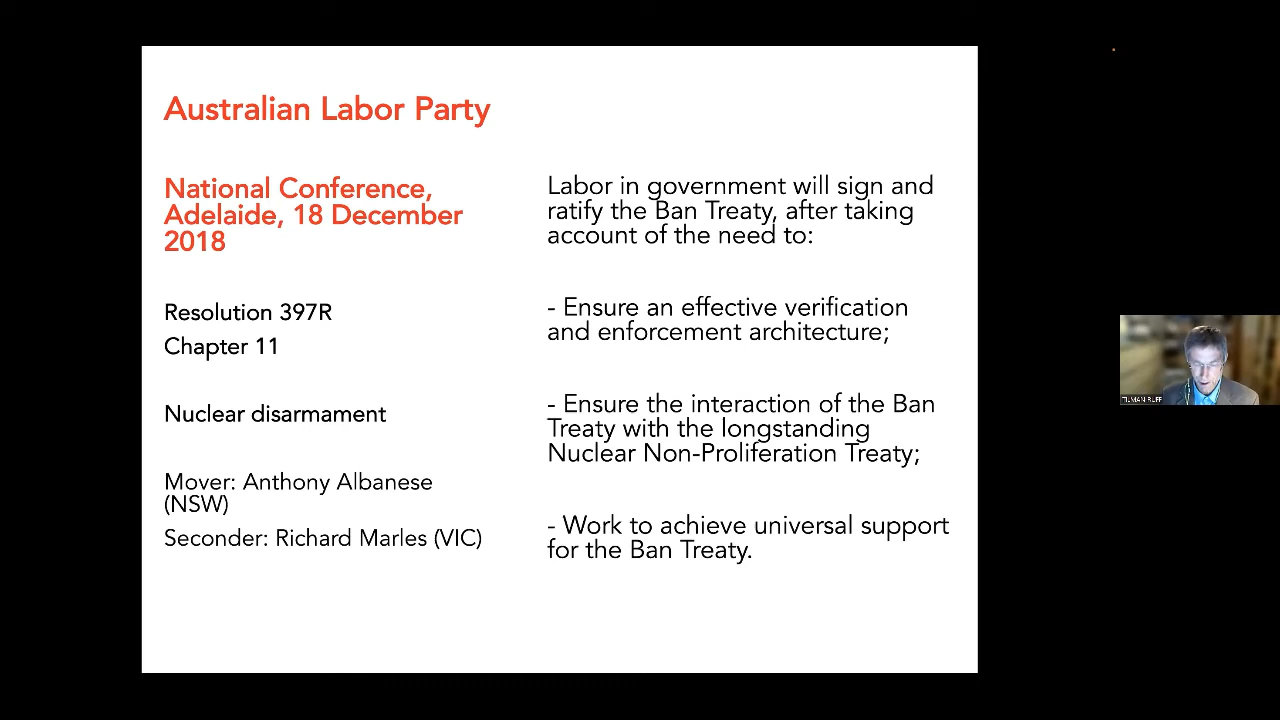 Australian Labor Party
National Conference,
Adelaide, 18 December
2018
Resolution 397R
Chapter 11
Nuclear disarmament
Mover: Anthony Albanese
(NSW)
Seconder: Richard Marles (VIC)
Labor in government will sign and
ratify the Ban Treaty, after taking
account of the need to:
- Ensure an effective verification
and enforcement architecture;
- Ensure the interaction of the Ban
Treaty with the longstanding
Nuclear Non-Proliferation Treaty;
- Work to achieve universal support
for the Ban Treaty.
TILMAN RUFF